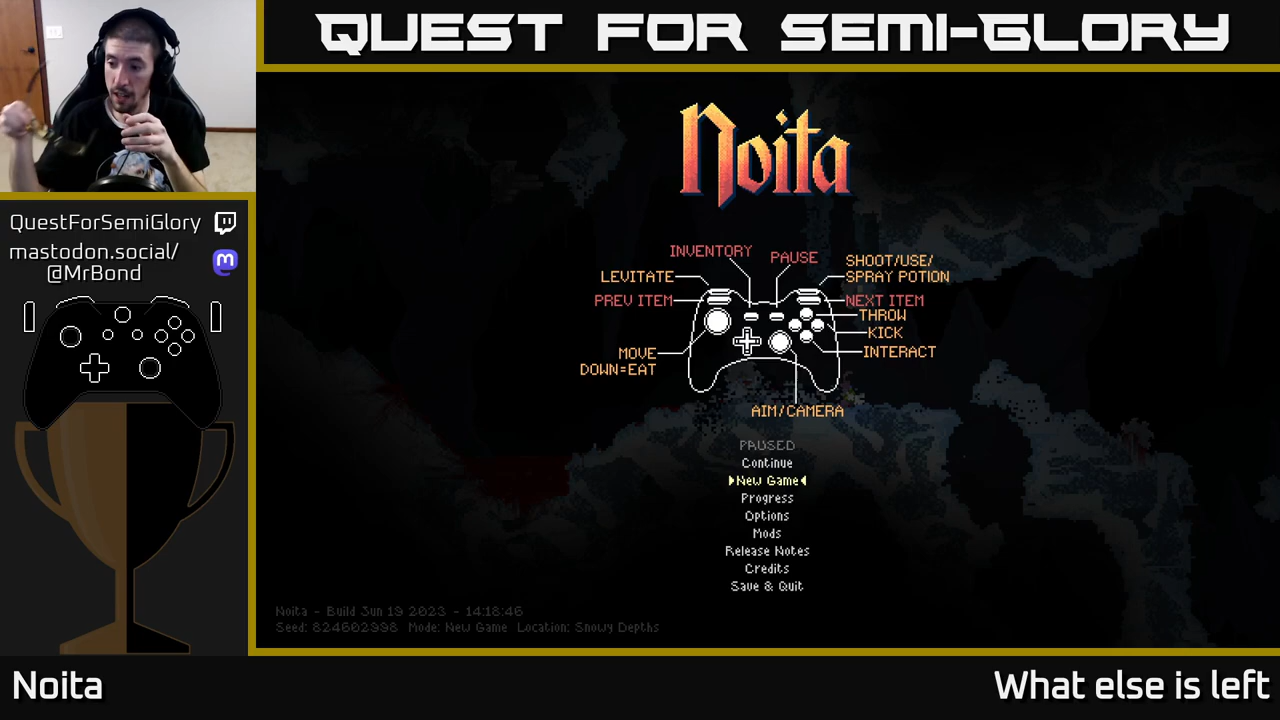 QUEST FOR SEMI-GLORY
QuestForSemiGlory
mastodon.social/
@MrBond
Noita
INVENTORY
PAUSE
SHOOT/USE/
SPRAY POTION
LEVITATE
PREV ITEM
NEXT ITEM
THROW
KICK
INTERACT
MOVE
DOWN=EAT
AIM/CAMERA
PAUSED
Continue
New Game
Progress
Options
Mods
Release Notes
Credits
Save & Quit
Noita - Build Jun 19 2023 - 14:18:46
Seed: 824602998 Mode: New Game Location: Snowy Depths
Noita
What else is left